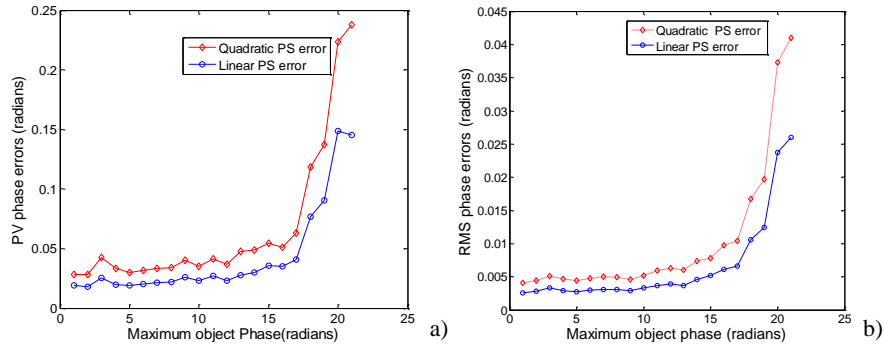 0.25
0.2
0.15
0.1
0.05
0
0 5 10 15 20 25
PV phase errors (radians)
Maximum object Phase(radians)
Quadratic PS error
Linear PS error
a)
0.045
0.04
0.035
0.03
0.025
0.02
0.015
0.01
0.005
0
0 5 10 15 20 25
RMS phase errors (radians)
Maximum object phase (radians)
Quadratic PS error
Linear PS error
b)